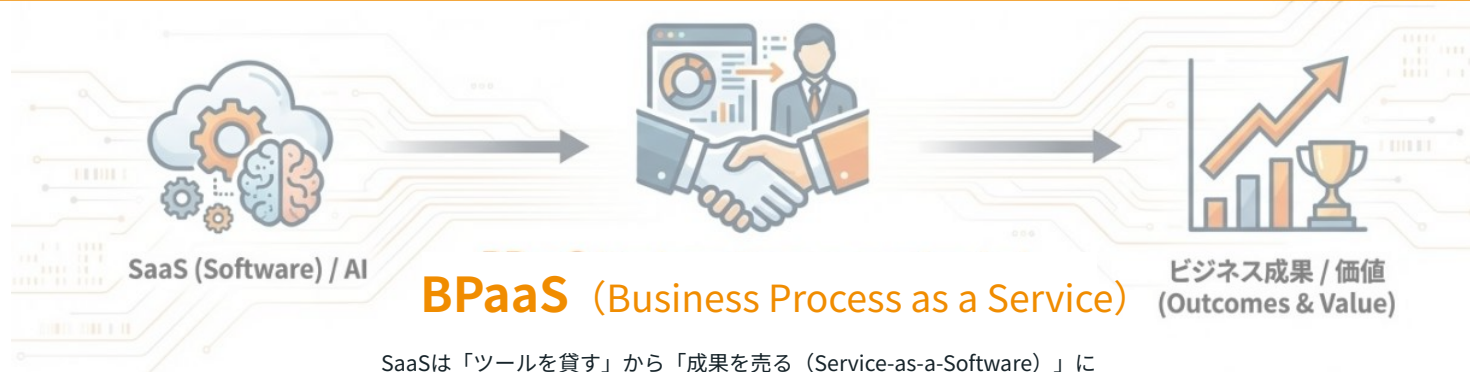 SaaS (Software) / AI
BPaaS（Business Process as a Service）
ビジネス成果 / 価値
(Outcomes & Value)
SaaSは「ツールを貸す」から「成果を売る（Service-as-a-Software）」に